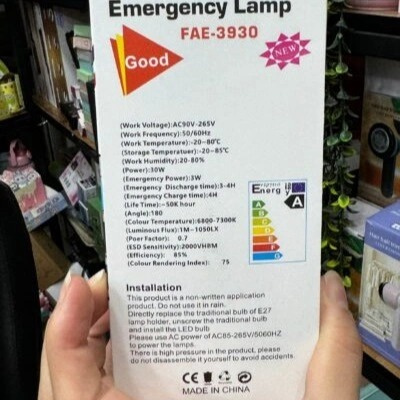 Emergency Lamp
FAE-3930
Good
NEW
(Work Voltage):AC90V-265V
(Work Frequency):50/60Hz
(Work Temperature):-20~80℃
(Storage Temperatuer):-20~85℃
(Work Humidity):20-80%
(Power):30W
(Emergency Power):3W
(Emergency Discharge time):3-4H
(Emergency Charge time):4H
(Life Time):~50K hour
(Angle):180
(Colour Temperature):6800-7300K
(Luminous Flux):1M-1050LX
(Poer Factor): 0.7
(ESD Sensitivity):2000VHBM
(Efficiency): 85%
(Colour Rendering Index): 75
Energ
A
A
B
C
D
E
F
G
Installation
This product is a non-written application
product. Do not use it in rain.
Directly replace the traditional bulb of E27
lamp holder, unscrew the traditional bulb
and install the LED bulb
Please use AC power of AC85-265V/5060HZ
to power the lamps.
There is high pressure in the product, please
do not disassemble it yourself to avoid accidents.
CE
MADE IN CHINA